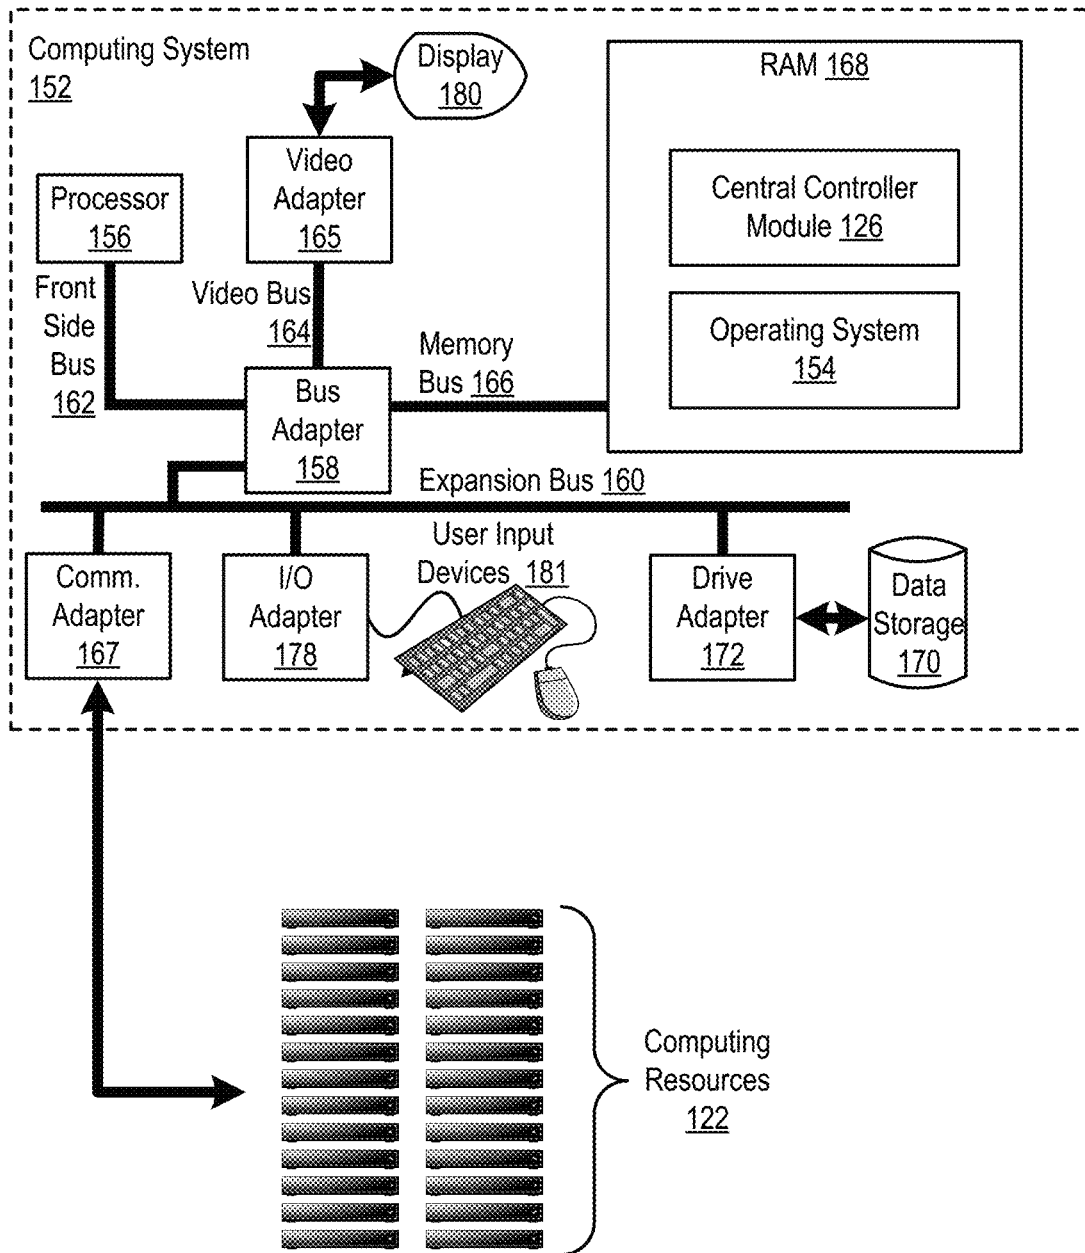 Computing System
152
Display
180
RAM 168
Video
Adapter
165
Processor
156
Central Controller
Module 126
Front
Side
Bus
162
Video Bus
164
Operating System
154
Memory
Bus 166
Bus
Adapter
158
Expansion Bus 160
User Input
Devices 181
Comm.
Adapter
167
I/O
Adapter
178
Drive
Adapter
172
Data
Storage
170
Computing
Resources
122